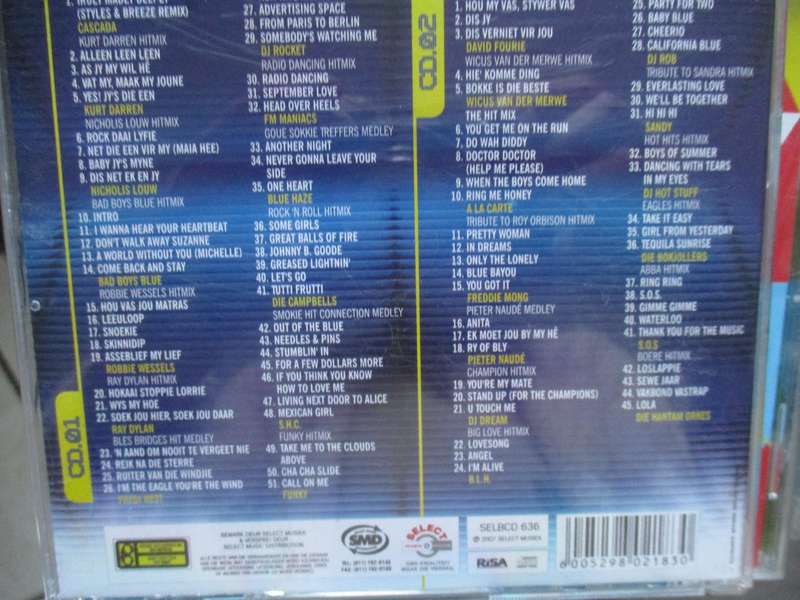 (STYLES & BREEZE REMIX)
CASCADA
KURT DARREN HITMIX
2. ALLEEN LEEN LEEN
3. AS JY MY WIL HÊ
4. VAT MY, MAAK MY JOUNE
5. YES! JY'S DIE EEN
KURT DARREN
NICHOLIS LOUW HITMIX
6. ROCK DAAI LYFIE
7. NET DIE EEN VIR MY (MAIA HEE)
8. BABY JY'S MYNE
9. DIS NET EK EN JY
NICHOLIS LOUW
BAD BOYS BLUE HITMIX
10. INTRO
11. I WANNA HEAR YOUR HEARTBEAT
12. DON'T WALK AWAY SUZANNE
13. A WORLD WITHOUT YOU (MICHELLE)
14. COME BACK AND STAY
BAD BOYS BLUE
ROBBIE WESSELS HITMIX
15. HOU VAS JOU MATRAS
16. LEEULOOP
17. SNOEKIE
18. SKINNIDIP
19. ASSEBLIEF MY LIEF
ROBBIE WESSELS
RAY DYLAN HITMIX
20. HOKAAI STOPPIE LORRIE
21. WYS MY HOE
22. SOEK JOU HIER, SOEK JOU DAAR
RAY DYLAN
BLES BRIDGES HIT MEDLEY
23. 'N AAND OM NOOIT TE VERGEET NIE
24. REIK NA DIE STERRE
25. RUITER VAN DIE WINDJIE
26. I'M THE EAGLE YOU'RE THE WIND
CD.01
27. ADVERTISING SPACE
28. FROM PARIS TO BERLIN
29. SOMEBODY'S WATCHING ME
DJ ROCKET
RADIO DANCING HITMIX
30. RADIO DANCING
31. SEPTEMBER LOVE
32. HEAD OVER HEELS
FM MANIACS
GOUE SOKKIE TREFFERS MEDLEY
33. ANOTHER NIGHT
34. NEVER GONNA LEAVE YOUR
SIDE
35. ONE HEART
BLUE HAZE
ROCK 'N ROLL HITMIX
36. SOME GIRLS
37. GREAT BALLS OF FIRE
38. JOHNNY B. GOODE
39. GREASED LIGHTNIN'
40. LET'S GO
41. TUTTI FRUTTI
DIE CAMPBELLS
SMOKIE HIT CONNECTION MEDLEY
42. OUT OF THE BLUE
43. NEEDLES & PINS
44. STUMBLIN' IN
45. FOR A FEW DOLLARS MORE
46. IF YOU THINK YOU KNOW
HOW TO LOVE ME
47. LIVING NEXT DOOR TO ALICE
48. MEXICAN GIRL
S.H.C.
FUNKY HITMIX
49. TAKE ME TO THE CLOUDS
ABOVE
50. CHA CHA SLIDE
51. CALL ON ME
FUNKY
CD.02
1. HOU MY VAS, STYWER VAS
2. DIS JY
3. DIS VERNIET VIR JOU
DAVID FOURIE
WICUS VAN DER MERWE HITMIX
4. HIE' KOMME DING
5. BOKKE IS DIE BESTE
WICUS VAN DER MERWE
THE HIT MIX
6. YOU GET ME ON THE RUN
7. DO WAH DIDDY
8. DOCTOR DOCTOR
(HELP ME PLEASE)
9. WHEN THE BOYS COME HOME
10. RING ME HONEY
A LA CARTE
TRIBUTE TO ROY ORBISON HITMIX
11. PRETTY WOMAN
12. IN DREAMS
13. ONLY THE LONELY
14. BLUE BAYOU
15. YOU GOT IT
FREDDIE MONG
PIETER NAUDÉ MEDLEY
16. ANITA
17. EK MOET JOU BY MY HÊ
18. RY OF BLY
PIETER NAUDÉ
CHAMPION HITMIX
19. YOU'RE MY MATE
20. STAND UP (FOR THE CHAMPIONS)
21. U TOUCH ME
DJ DREAM
BIG LOVE HITMIX
22. LOVESONG
23. ANGEL
24. I'M ALIVE
B.L.H.
25. PARTY FOR TWO
26. BABY BLUE
27. CHEERIO
28. CALIFORNIA BLUE
DJ ROB
TRIBUTE TO SANDRA HITMIX
29. EVERLASTING LOVE
30. WE'LL BE TOGETHER
31. HI HI HI
SANDY
HOT HITS HITMIX
32. BOYS OF SUMMER
33. DANCING WITH TEARS
IN MY EYES
DJ HOT STUFF
EAGLES HITMIX
34. TAKE IT EASY
35. GIRL FROM YESTERDAY
36. TEQUILA SUNRISE
DIE BOKJOLLERS
ABBA HITMIX
37. RING RING
38. S.O.S.
39. GIMME GIMME
40. WATERLOO
41. THANK YOU FOR THE MUSIC
S.O.S
BOERE HITMIX
42. LOSLAPPIE
43. SEWE JAAR
44. VAKBOND VASTRAP
45. LOLA
DIE HANTAM ORKES
BEMARK DEUR SELECT MUSIEK
& VERSPREI DEUR
SELECT MUSIC DISTRIBUTION.
SMD
SELECT
SELBCD 636
2007 SELECT MUSIEK
RiSA
6005298021830